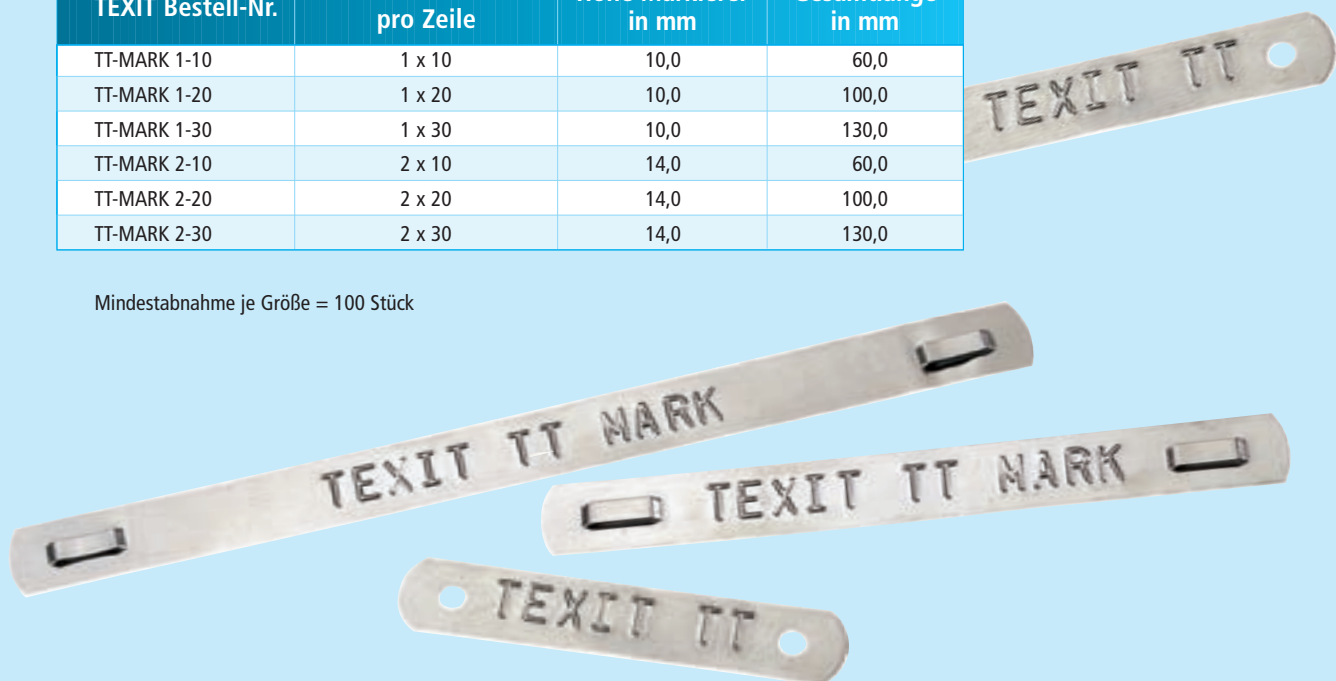 TEXIT Bestell-Nr.
pro Zeile
in mm
in mm
TT-MARK 1-10 1 x 10 10,0 60,0
TT-MARK 1-20 1 x 20 10,0 100,0
TT-MARK 1-30 1 x 30 10,0 130,0
TT-MARK 2-10 2 x 10 14,0 60,0
TT-MARK 2-20 2 x 20 14,0 100,0
TT-MARK 2-30 2 x 30 14,0 130,0
TEXIT TT
Mindestabnahme je Größe = 100 Stück
TEXIT TT MARK
TEXIT TT MARK
TEXIT TT